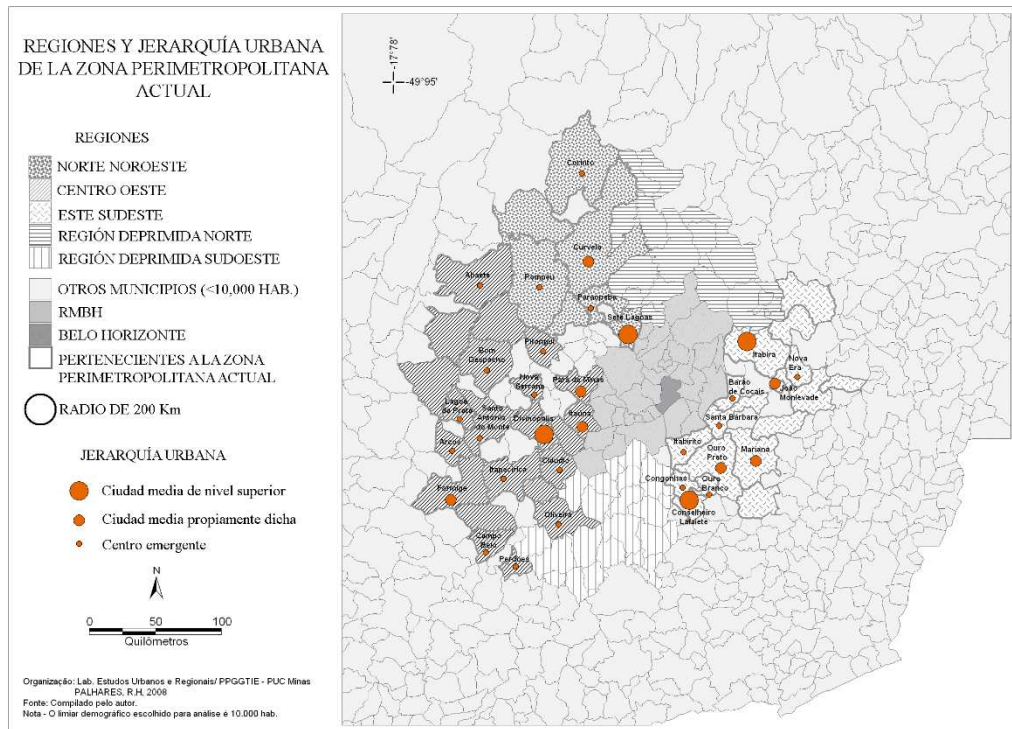 REGIONES Y JERARQUÍA URBANA
DE LA ZONA PERIMETROPOLITANA
ACTUAL
REGIONES
NORTE NOROESTE
CENTRO OESTE
ESTE SUDESTE
REGIÓN DEPRIMIDA NORTE
REGIÓN DEPRIMIDA SUDOESTE
OTROS MUNICIPIOS (<10,000 HAB.)
RMBH
BELO HORIZONTE
PERTENECIENTES A LA ZONA
PERIMETROPOLITANA ACTUAL
RADIO DE 200 Km
JERARQUÍA URBANA
Ciudad media de nivel superior
Ciudad media propiamente dicha
Centro emergente
N
0 50 100
Quilômetros
Organização: Lab. Estudos Urbanos e Regionais/ PPGGTIE - PUC Minas
PALHARES, R.H, 2008
Fonte: Compilado pelo autor.
Nota - O limiar demográfico escolhido para análise é 10.000 hab.
-17°78'
-49°95'
Corinto
Curvelo
Abaete
Pompeu
Paraopeba
Sete Lagoas
Pitangui
Itabira
Bom
Despacho
Nova
Era
Nova
Serrana
Pará de Minas
Barão
de Cocais
João
Monlevade
Lagoa
da Prata
Santo
Antonio
do Monte
Divinopolis
Itauna
Santa Bárbara
Arcos
Claudio
Itabirito
Ouro
Preto
Mariana
Itapecirica
Congonhas
Ouro
Branco
Formiga
Conselheiro
Lafaiete
Oliveira
Campo
Belo
Perdoes